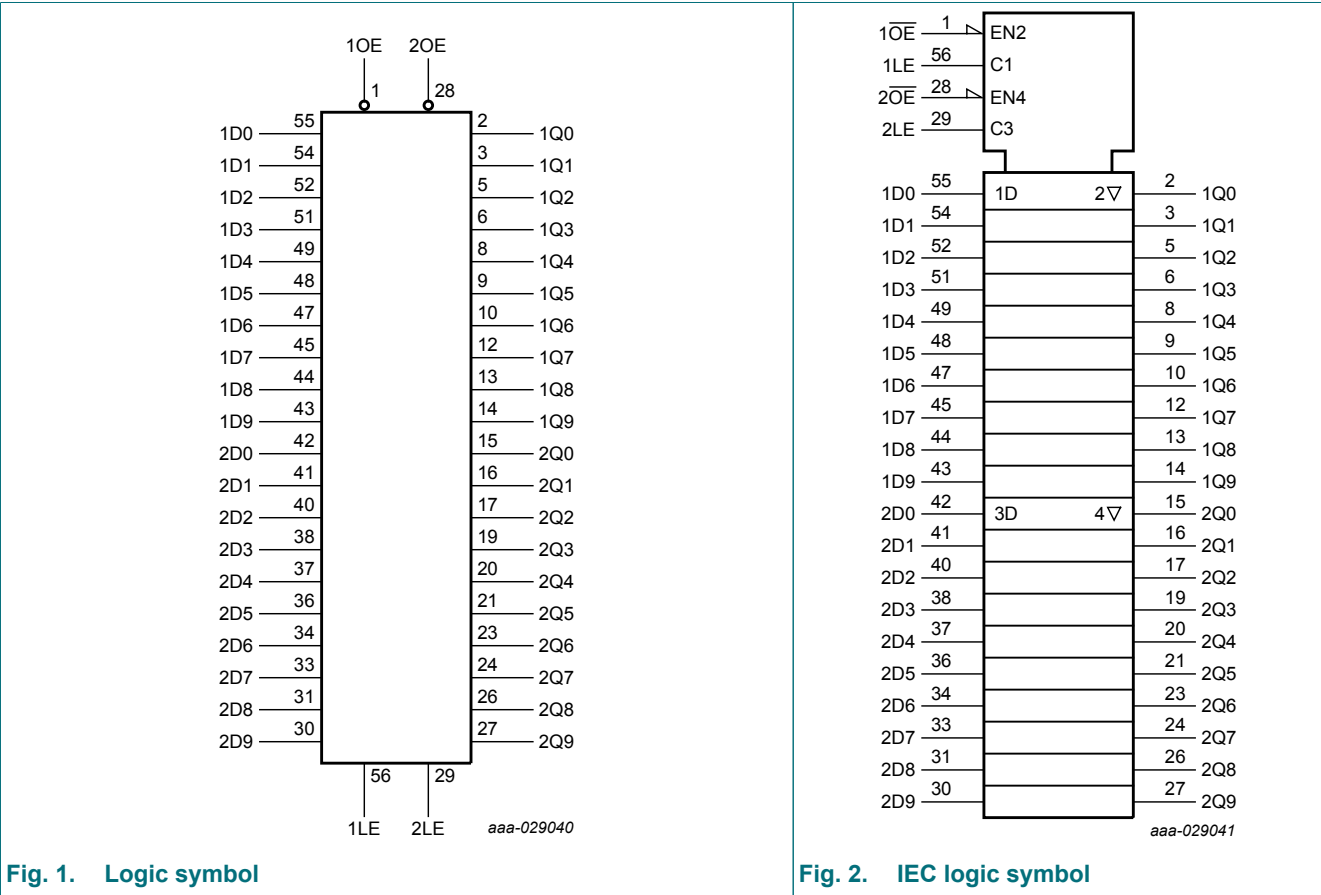 1OE 2OE
1 28
1D0 55 2 1Q0
1D1 54 3 1Q1
1D2 52 5 1Q2
1D3 51 6 1Q3
1D4 49 8 1Q4
1D5 48 9 1Q5
1D6 47 10 1Q6
1D7 45 12 1Q7
1D8 44 13 1Q8
1D9 43 14 1Q9
2D0 42 15 2Q0
2D1 41 16 2Q1
2D2 40 17 2Q2
2D3 38 19 2Q3
2D4 37 20 2Q4
2D5 36 21 2Q5
2D6 34 23 2Q6
2D7 33 24 2Q7
2D8 31 26 2Q8
2D9 30 27 2Q9
56 29
1LE 2LE aaa-029040
Fig. 1. Logic symbol
1O̅E̅ 1 EN2
1LE 56 C1
2O̅E̅ 28 EN4
2LE 29 C3
1D0 55 1D 2▽ 2 1Q0
1D1 54 3 1Q1
1D2 52 5 1Q2
1D3 51 6 1Q3
1D4 49 8 1Q4
1D5 48 9 1Q5
1D6 47 10 1Q6
1D7 45 12 1Q7
1D8 44 13 1Q8
1D9 43 14 1Q9
2D0 42 3D 4▽ 15 2Q0
2D1 41 16 2Q1
2D2 40 17 2Q2
2D3 38 19 2Q3
2D4 37 20 2Q4
2D5 36 21 2Q5
2D6 34 23 2Q6
2D7 33 24 2Q7
2D8 31 26 2Q8
2D9 30 27 2Q9
aaa-029041
Fig. 2. IEC logic symbol